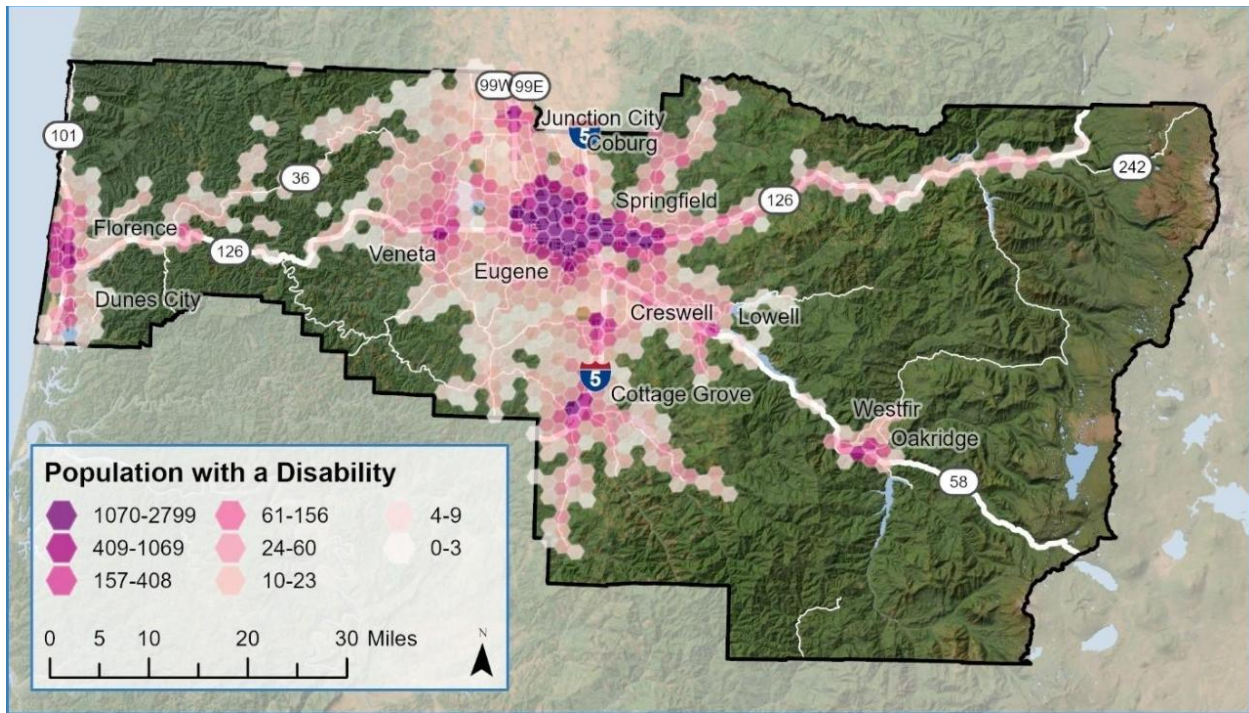 99W 99E
Junction City
5
Coburg
101
36
Springfield
126
242
Florence
126
Veneta
Eugene
Dunes City
Creswell
Lowell
5
Cottage Grove
Westfir
Oakridge
58
Population with a Disability
1070-2799 61-156 4-9
409-1069 24-60 0-3
157-408 10-23
0 5 10 20 30 Miles
N